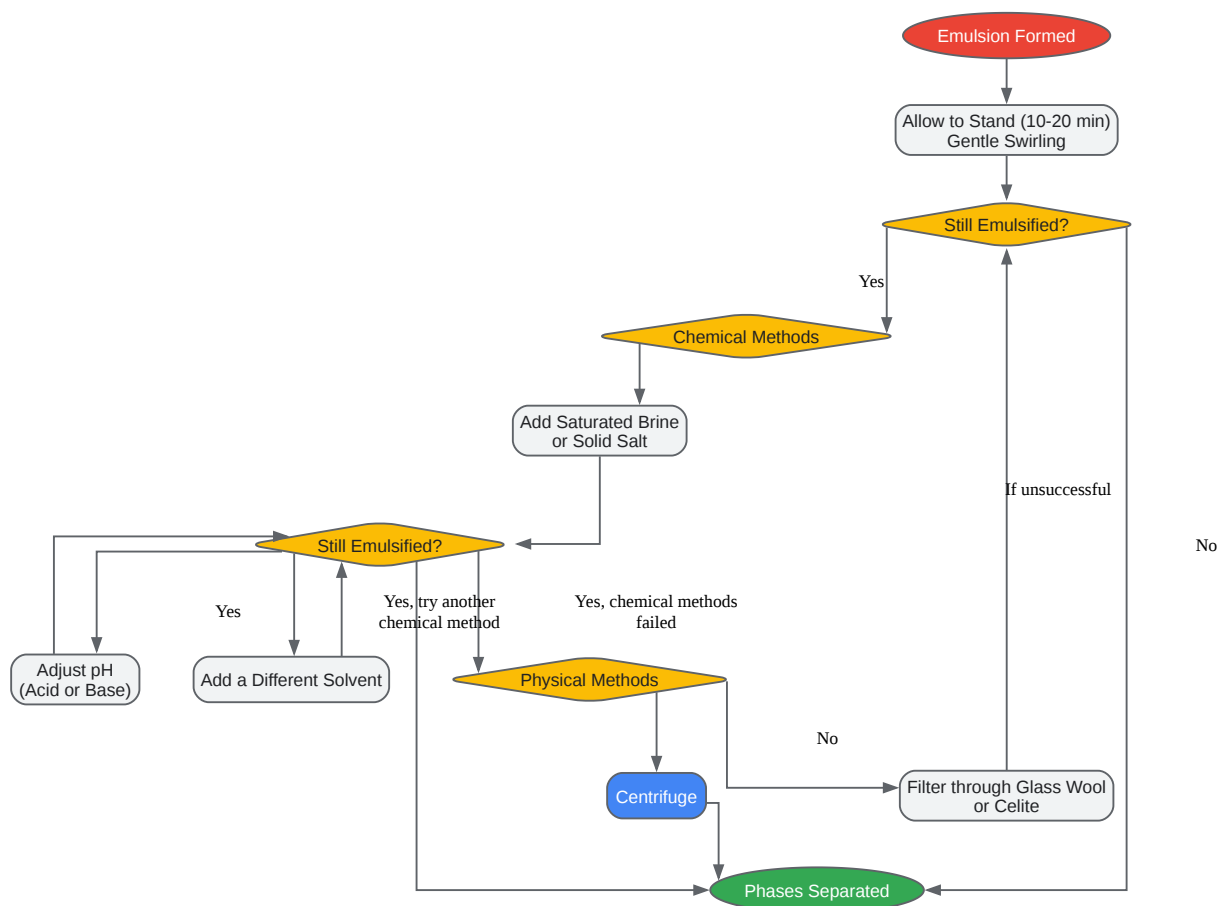 Emulsion Formed
Allow to Stand (10-20 min)
Gentle Swirling
Still Emulsified?
Yes
Chemical Methods
Add Saturated Brine
or Solid Salt
If unsuccessful
No
Still Emulsified?
Yes
Yes, try another
chemical method
Yes, chemical methods
failed
Adjust pH
(Acid or Base)
Add a Different Solvent
Physical Methods
No
Centrifuge
Filter through Glass Wool
or Celite
Phases Separated